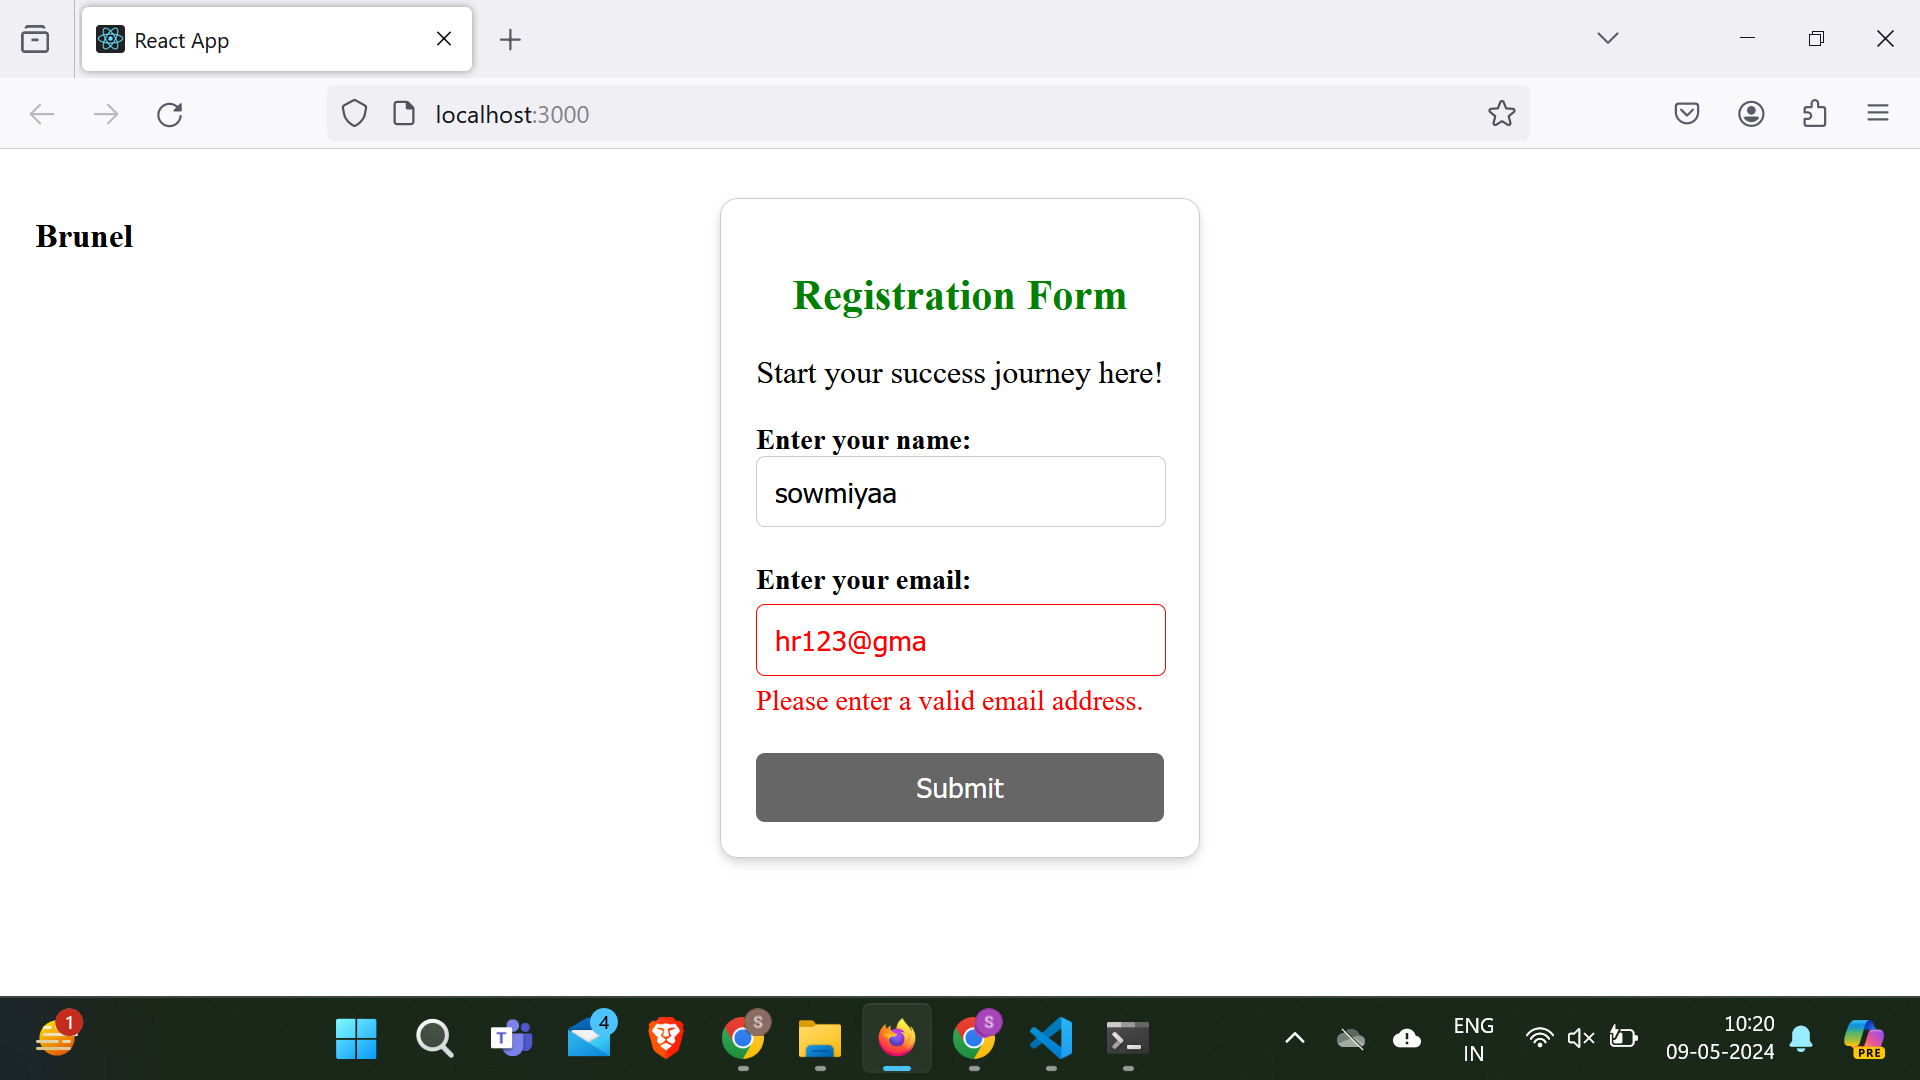 React App
localhost:3000
Brunel
Registration Form
Start your success journey here!
Enter your name:
sowmiyaa
Enter your email:
hr123@gma
Please enter a valid email address.
Submit
1
T
4
S
S
ENG
IN
10:20
09-05-2024
PRE